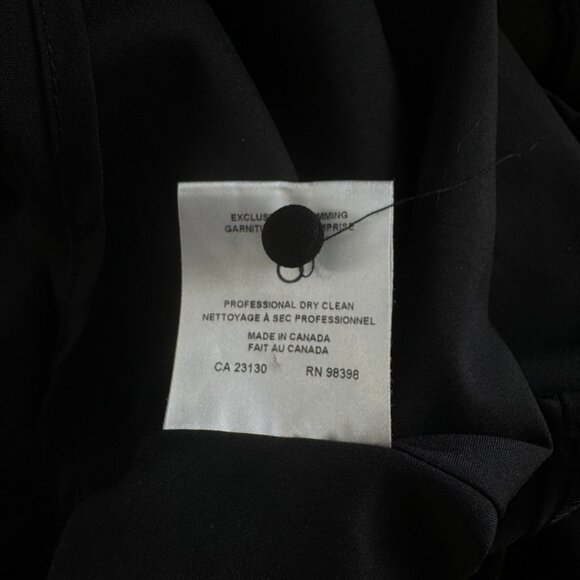 PROFESSIONAL DRY CLEAN
NETTOYAGE À SEC PROFESSIONNEL
MADE IN CANADA
FAIT AU CANADA
CA 23130 RN 98398